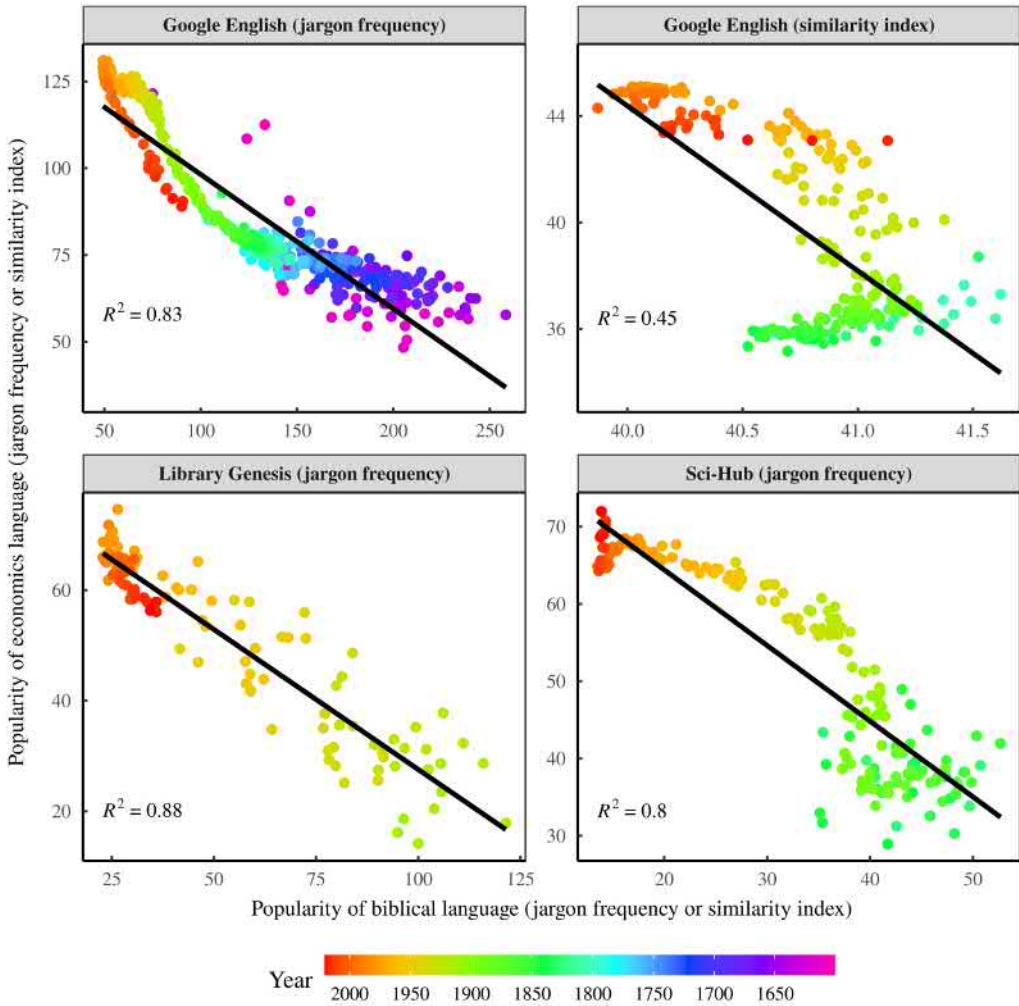 Google English (jargon frequency)
Google English (similarity index)
Popularity of economics language (jargon frequency or similarity index)
125
100
75
50
R² = 0.83
50 100 150 200 250
44
40
36
R² = 0.45
40.0 40.5 41.0 41.5
Library Genesis (jargon frequency)
Sci-Hub (jargon frequency)
60
40
20
R² = 0.88
25 50 75 100 125
70
60
50
40
30
R² = 0.8
20 30 40 50
Popularity of biblical language (jargon frequency or similarity index)
Year
2000 1950 1900 1850 1800 1750 1700 1650